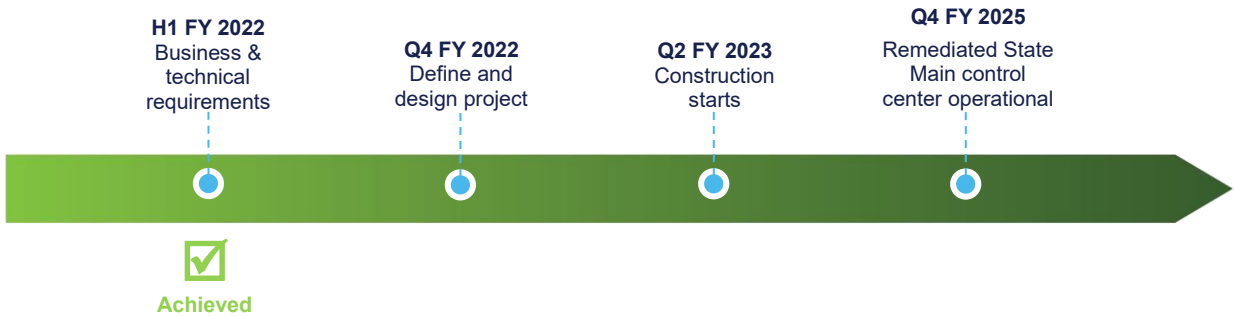 H1 FY 2022
Business &
technical
requirements
Q4 FY 2022
Define and
design project
Q2 FY 2023
Construction
starts
Q4 FY 2025
Remediated State
Main control
center operational
Achieved